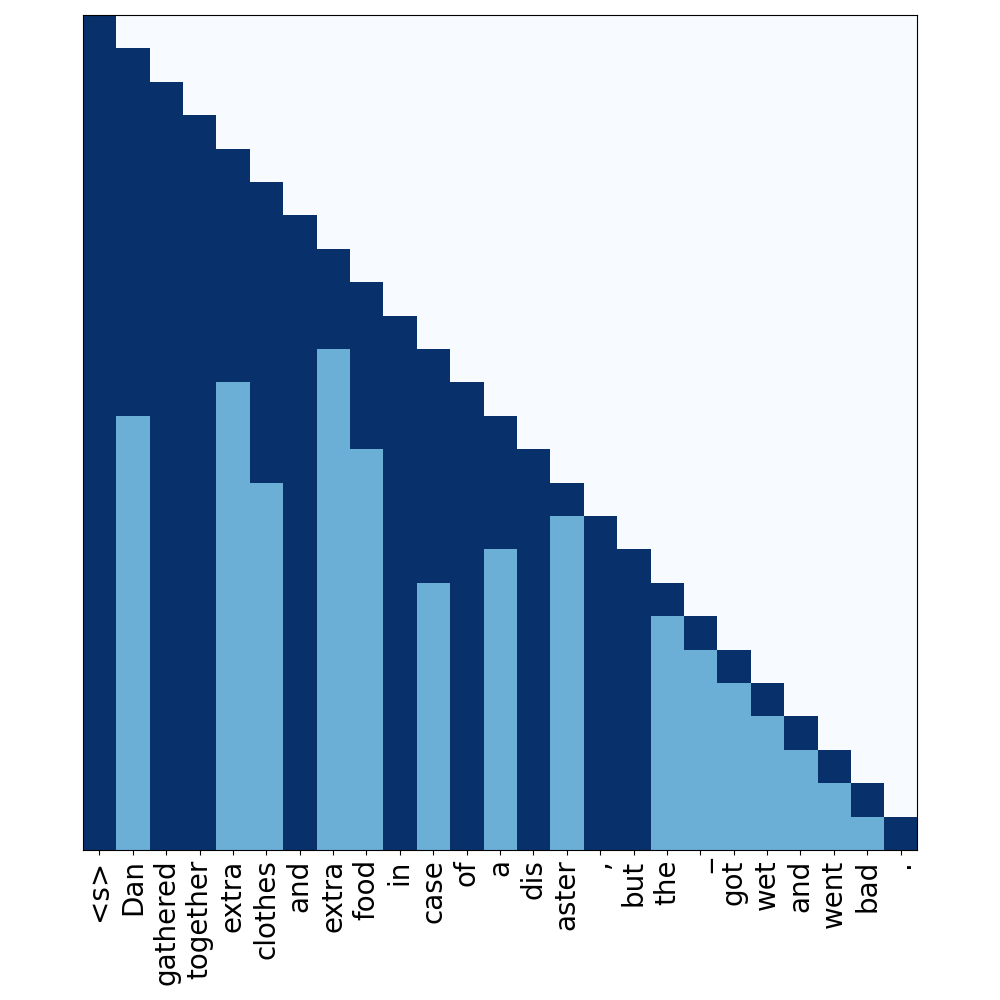 <s> Dan gathered together extra clothes and extra food in case of a dis aster , but the _ got wet and went bad .